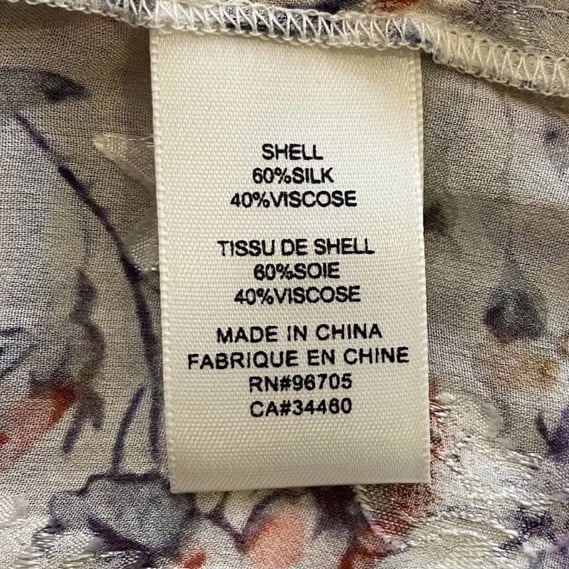 SHELL
60%SILK
40%VISCOSE
TISSU DE SHELL
60%SOIE
40%VISCOSE
MADE IN CHINA
FABRIQUE EN CHINE
RN#96705
CA#34460